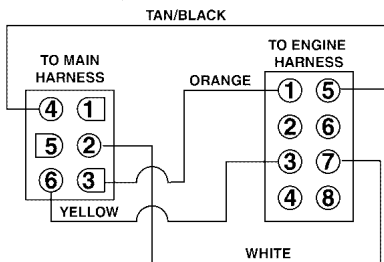 TAN/BLACK
TO MAIN
HARNESS
TO ENGINE
HARNESS
ORANGE
4 1
5 2
6 3
1 5
2 6
3 7
4 8
YELLOW
WHITE